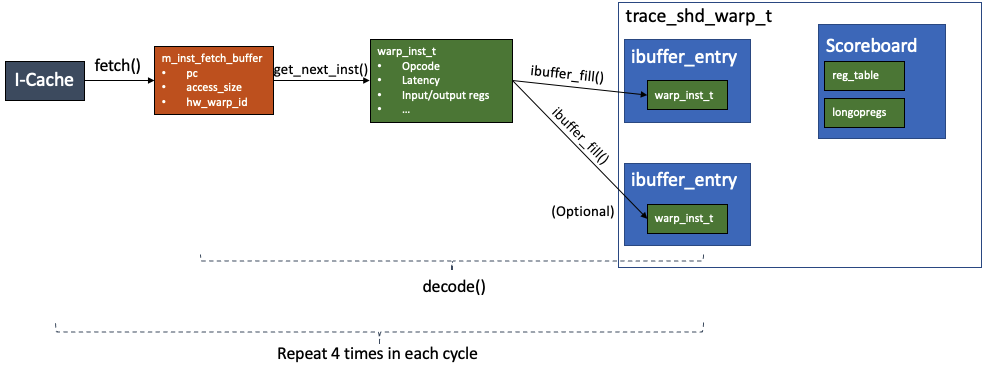 trace_shd_warp_t
I-Cache
fetch()
m_inst_fetch_buffer
• pc
• access_size
• hw_warp_id
get_next_inst()
warp_inst_t
• Opcode
• Latency
• Input/output regs
• ...
ibuffer_fill()
ibuffer_fill()
(Optional)
ibuffer_entry
warp_inst_t
ibuffer_entry
warp_inst_t
Scoreboard
reg_table
longopregs
decode()
Repeat 4 times in each cycle